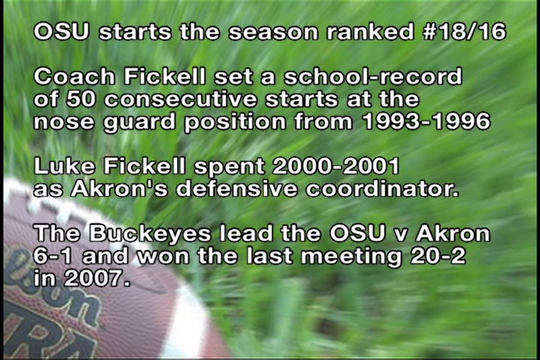 OSU starts the season ranked #18/16
Coach Fickell set a school-record
of 50 consecutive starts at the
nose guard position from 1993-1996
Luke Fickell spent 2000-2001
as Akron's defensive coordinator.
The Buckeyes lead the OSU v Akron
6-1 and won the last meeting 20-2
in 2007.